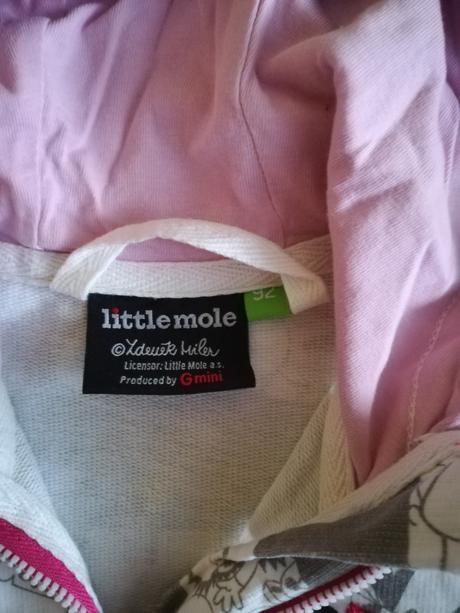 92
littlemole
©Zdeněk Miler
Licensor: Little Mole a.s.
Produced by Gmini